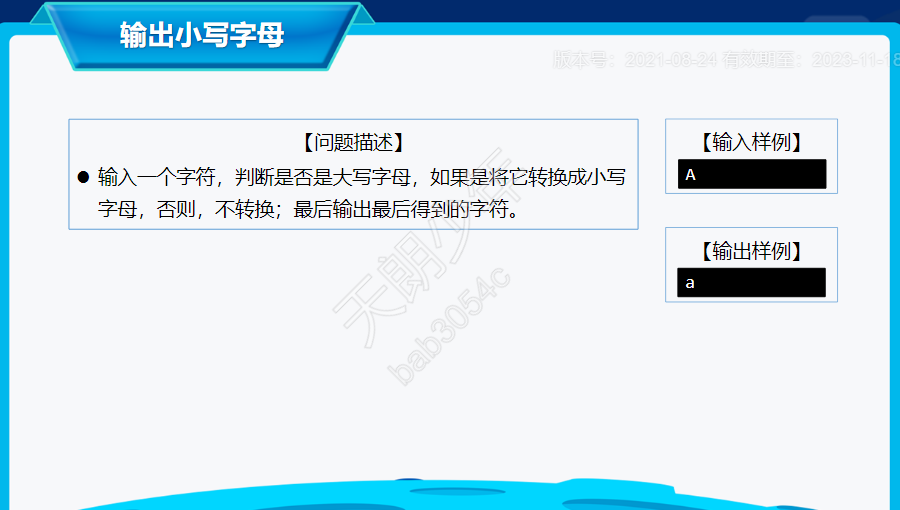 输出小写字母
版本号：2021-08-24 有效期至：2023-11-18
【问题描述】
● 输入一个字符，判断是否是大写字母，如果是将它转换成小写
字母，否则，不转换；最后输出最后得到的字符。
【输入样例】
A
【输出样例】
a
天朗少年
bab3054c